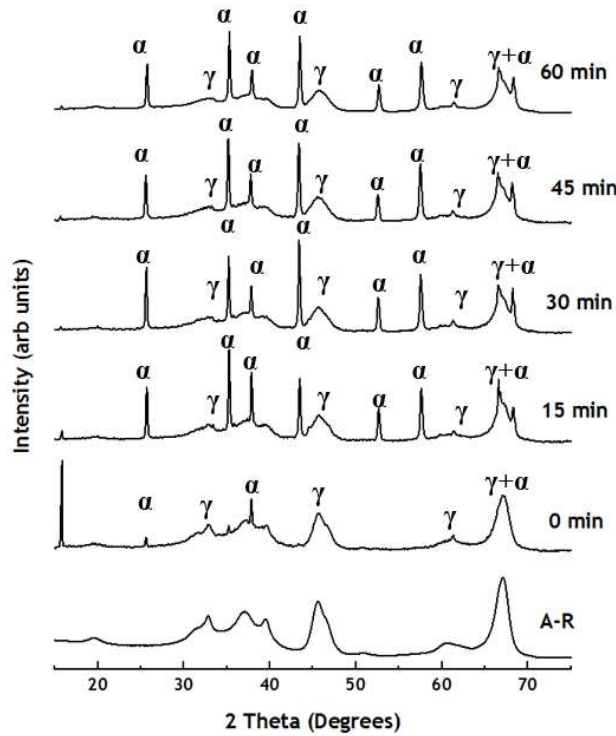 α α α γ+α
α γ α γ α γ 60 min
α α α γ+α
α γ α γ α γ 45 min
α α α γ+α
α γ α γ α γ 30 min
α α α γ+α
α γ α γ α γ 15 min
α γ α γ γ γ+α 0 min
A-R
20 30 40 50 60 70
2 Theta (Degrees)
Intensity (arb units)